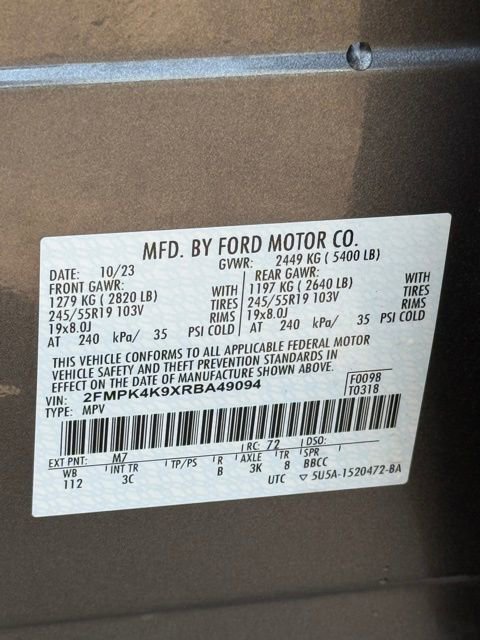 MFD. BY FORD MOTOR CO.
DATE: 10/23 GVWR: 2449 KG ( 5400 LB)
FRONT GAWR: REAR GAWR:
1279 KG ( 2820 LB) WITH 1197 KG ( 2640 LB) WITH
245/55R19 103V TIRES 245/55R19 103V TIRES
19x8.0J RIMS 19x8.0J RIMS
AT 240 kPa/ 35 PSI COLD AT 240 kPa/ 35 PSI COLD
THIS VEHICLE CONFORMS TO ALL APPLICABLE FEDERAL MOTOR
VEHICLE SAFETY AND THEFT PREVENTION STANDARDS IN
EFFECT ON THE DATE OF MANUFACTURE SHOWN ABOVE.
VIN: 2FMPK4K9XRBA49094 F0098
TYPE: MPV T0318
EXT PNT: M7 RC: 72 DSO:
WB INT TR TP/PS R AXLE TR SPR
112 3C B 3K 8 BBCC
UTC ▽ 5U5A-1520472-BA